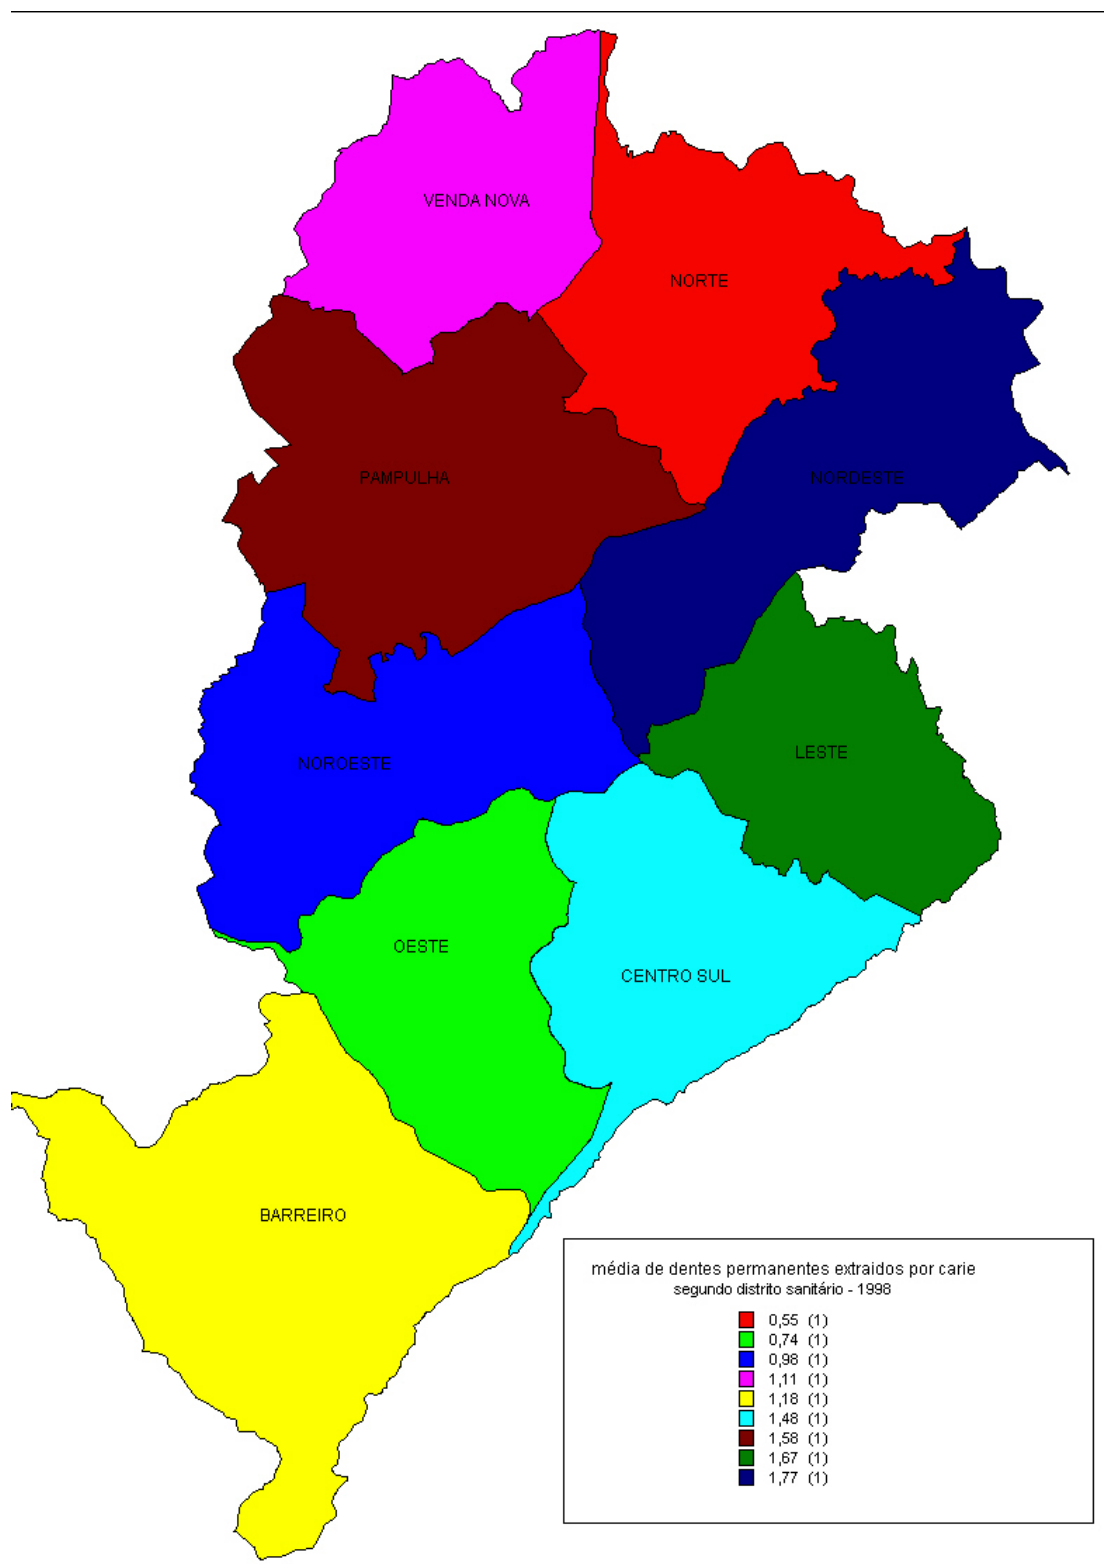 VENDA NOVA
NORTE
PAMPULHA
NORDESTE
NOROESTE
LESTE
OESTE
CENTRO SUL
BARREIRO
média de dentes permanentes extraidos por carie
segundo distrito sanitário - 1998
0,55 (1)
0,74 (1)
0,98 (1)
1,11 (1)
1,18 (1)
1,48 (1)
1,58 (1)
1,67 (1)
1,77 (1)